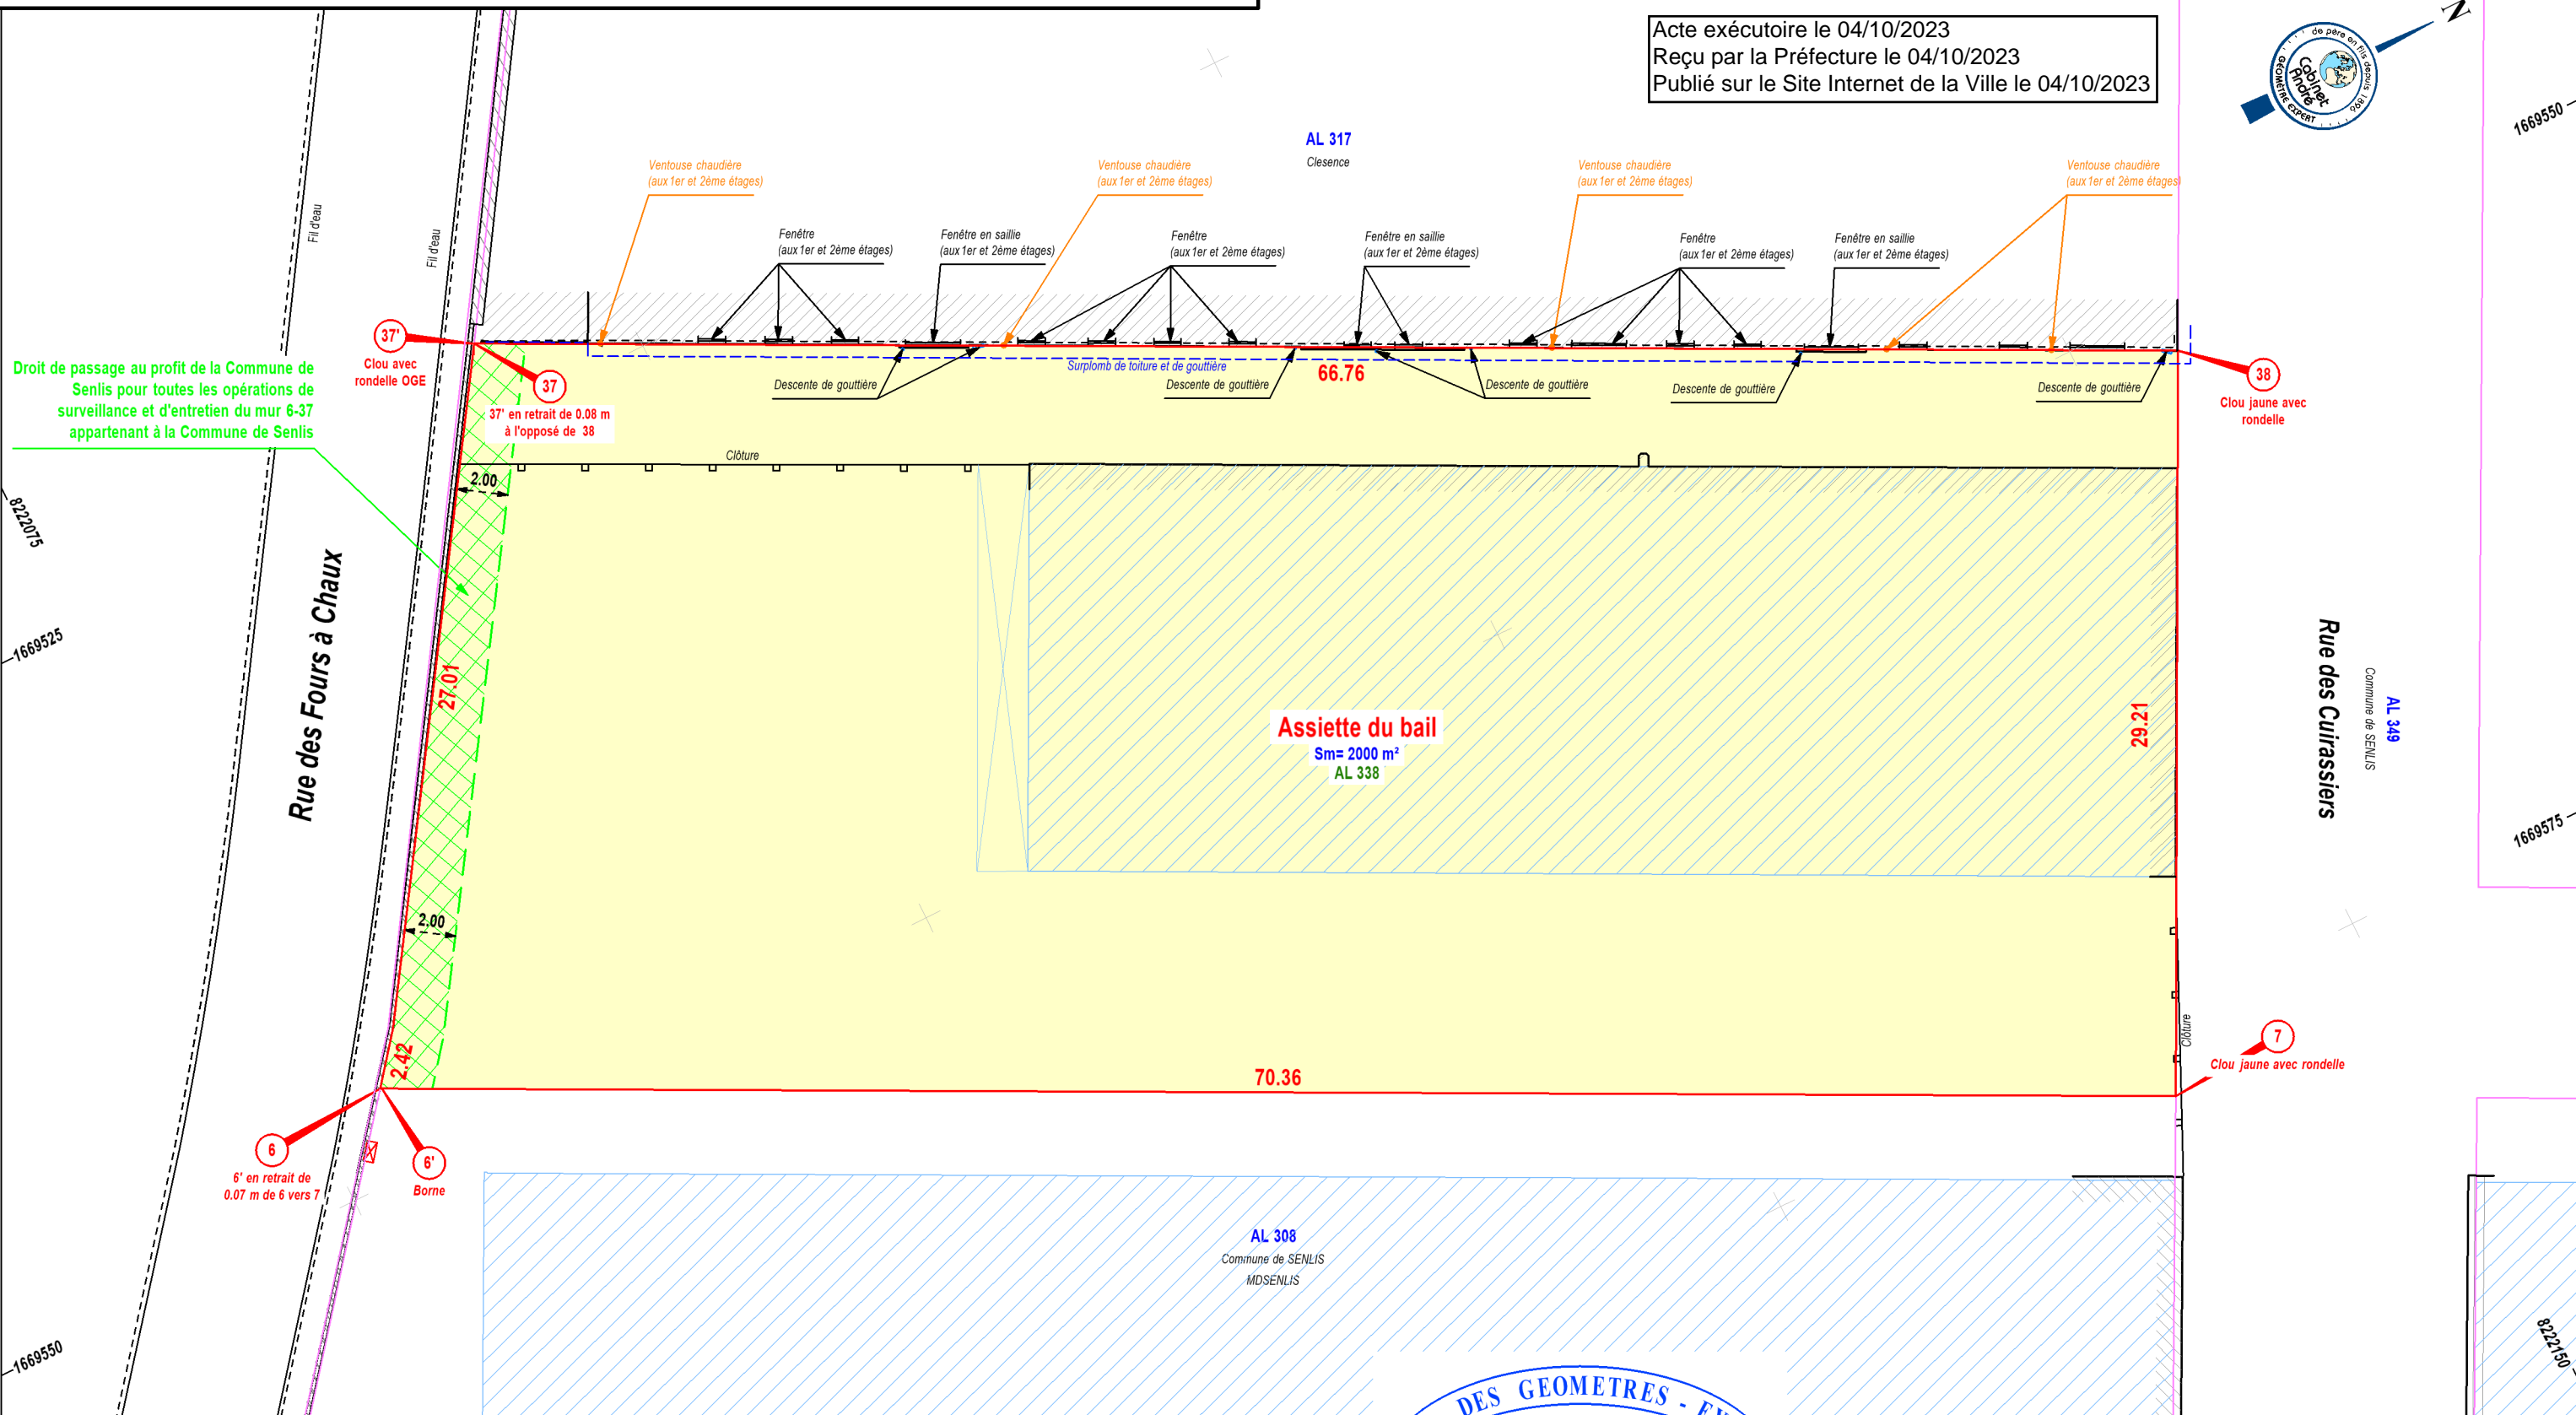 Acte exécutoire le 04/10/2023
Reçu par la Préfecture le 04/10/2023
Publié sur le Site Internet de la Ville le 04/10/2023
N
de père en fils depuis 1896
Cabinet
André
GÉOMÈTRE EXPERT
1669550
AL 317
Clesence
Ventouse chaudière
(aux 1er et 2ème étages)
Ventouse chaudière
(aux 1er et 2ème étages)
Ventouse chaudière
(aux 1er et 2ème étages)
Ventouse chaudière
(aux 1er et 2ème étages)
Fil d'eau
Fil d'eau
Fenêtre
(aux 1er et 2ème étages)
Fenêtre en saillie
(aux 1er et 2ème étages)
Fenêtre
(aux 1er et 2ème étages)
Fenêtre en saillie
(aux 1er et 2ème étages)
Fenêtre
(aux 1er et 2ème étages)
Fenêtre en saillie
(aux 1er et 2ème étages)
37'
Clou avec
rondelle OGE
37
37' en retrait de 0.08 m
à l'opposé de 38
Droit de passage au profit de la Commune de
Senlis pour toutes les opérations de
surveillance et d'entretien du mur 6-37
appartenant à la Commune de Senlis
Descente de gouttière
Surplomb de toiture et de gouttière
Descente de gouttière
66.76
Descente de gouttière
Descente de gouttière
Descente de gouttière
38
Clou jaune avec
rondelle
Clôture
2.00
8222075
1669525
Rue des Fours à Chaux
27.01
Assiette du bail
Sm= 2000 m²
AL 338
29.21
Rue des Cuirassiers
Commune de SENLIS
AL 349
1669575
2.00
2.42
70.36
Clôture
7
Clou jaune avec rondelle
6
6' en retrait de
0.07 m de 6 vers 7
6'
Borne
AL 308
Commune de SENLIS
MDSENLIS
1669550
8222150
DES GEOMETRES -